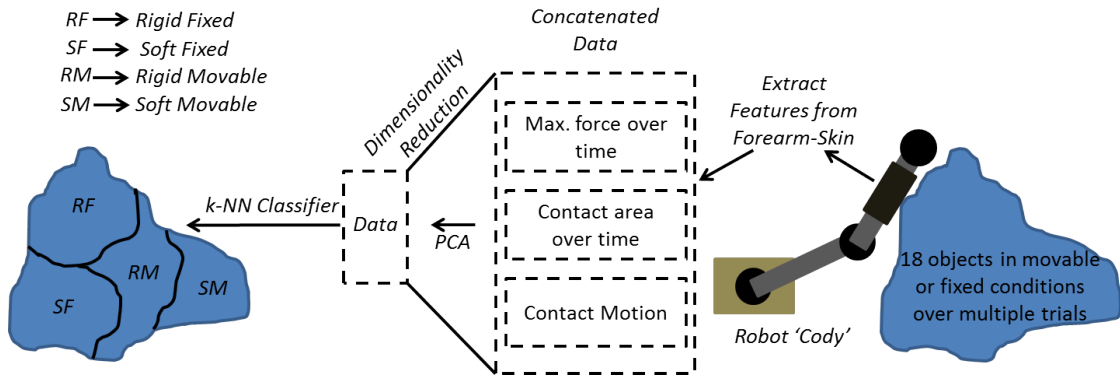 RF → Rigid Fixed
SF → Soft Fixed
RM → Rigid Movable
SM → Soft Movable
RF
SF
RM
SM
k-NN Classifier
Data
Dimensionality
Reduction
PCA
Concatenated
Data
Max. force over
time
Contact area
over time
Contact Motion
Extract
Features from
Forearm-Skin
Robot ‘Cody’
18 objects in movable
or fixed conditions
over multiple trials